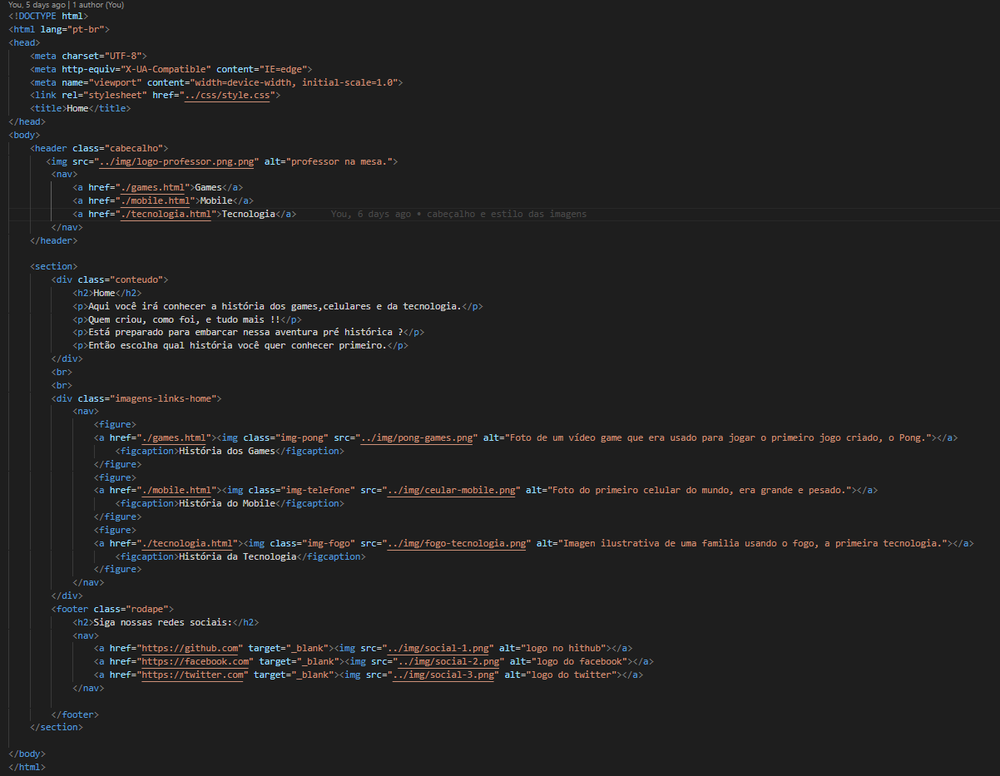 You, 5 days ago | 1 author (You)
<!DOCTYPE html>
<html lang="pt-br">
<head>
    <meta charset="UTF-8">
    <meta http-equiv="X-UA-Compatible" content="IE=edge">
    <meta name="viewport" content="width=device-width, initial-scale=1.0">
    <link rel="stylesheet" href="../css/style.css">
    <title>Home</title>
</head>
<body>
    <header class="cabecalho">
       <img src="../img/logo-professor.png.png" alt="professor na mesa.">
        <nav>
            <a href="./games.html">Games</a>
            <a href="./mobile.html">Mobile</a>
            <a href="./tecnologia.html">Tecnologia</a>      You, 6 days ago • cabeçalho e estilo das imagens
        </nav>
    </header>

    <section>
        <div class="conteudo">
            <h2>Home</h2>
            <p>Aqui você irá conhecer a história dos games,celulares e da tecnologia.</p>
            <p>Quem criou, como foi, e tudo mais !!</p>
            <p>Está preparado para embarcar nessa aventura pré histórica ?</p>
            <p>Então escolha qual história você quer conhecer primeiro.</p>
        </div>
        <br>
        <br>
        <div class="imagens-links-home">
            <nav>
                <figure>
                <a href="./games.html"><img class="img-pong" src="../img/pong-games.png" alt="Foto de um vídeo game que era usado para jogar o primeiro jogo criado, o Pong."></a>
                    <figcaption>História dos Games</figcaption>
                </figure>
                <figure>
                <a href="./mobile.html"><img class="img-telefone" src="../img/ceular-mobile.png" alt="Foto do primeiro celular do mundo, era grande e pesado."></a>
                    <figcaption>História do Mobile</figcaption>
                </figure>
                <figure>
                <a href="./tecnologia.html"><img class="img-fogo" src="../img/fogo-tecnologia.png" alt="Imagen ilustrativa de uma familia usando o fogo, a primeira tecnologia."></a>
                    <figcaption>História da Tecnologia</figcaption>
                </figure>
            </nav>
        </div>
        <footer class="rodape">
            <h2>Siga nossas redes sociais:</h2>
            <nav>
                <a href="https://github.com" target="_blank"><img src="../img/social-1.png" alt="logo no hithub"></a>
                <a href="https://facebook.com" target="_blank"><img src="../img/social-2.png" alt="logo do facebook"></a>
                <a href="https://twitter.com" target="_blank"><img src="../img/social-3.png" alt="logo do twitter"></a>
            </nav>

        </footer>
    </section>

</body>
</html>